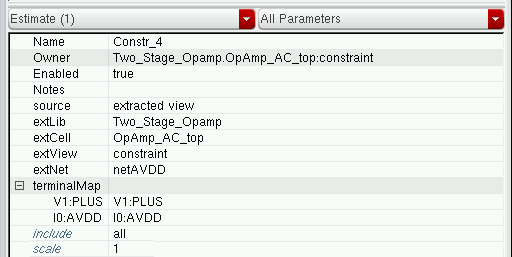 Estimate (1) All Parameters
Name Constr_4
Owner Two_Stage_Opamp.OpAmp_AC_top:constraint
Enabled true
Notes
source extracted view
extLib Two_Stage_Opamp
extCell OpAmp_AC_top
extView constraint
extNet netAVDD
terminalMap
V1:PLUS V1:PLUS
I0:AVDD I0:AVDD
include all
scale 1